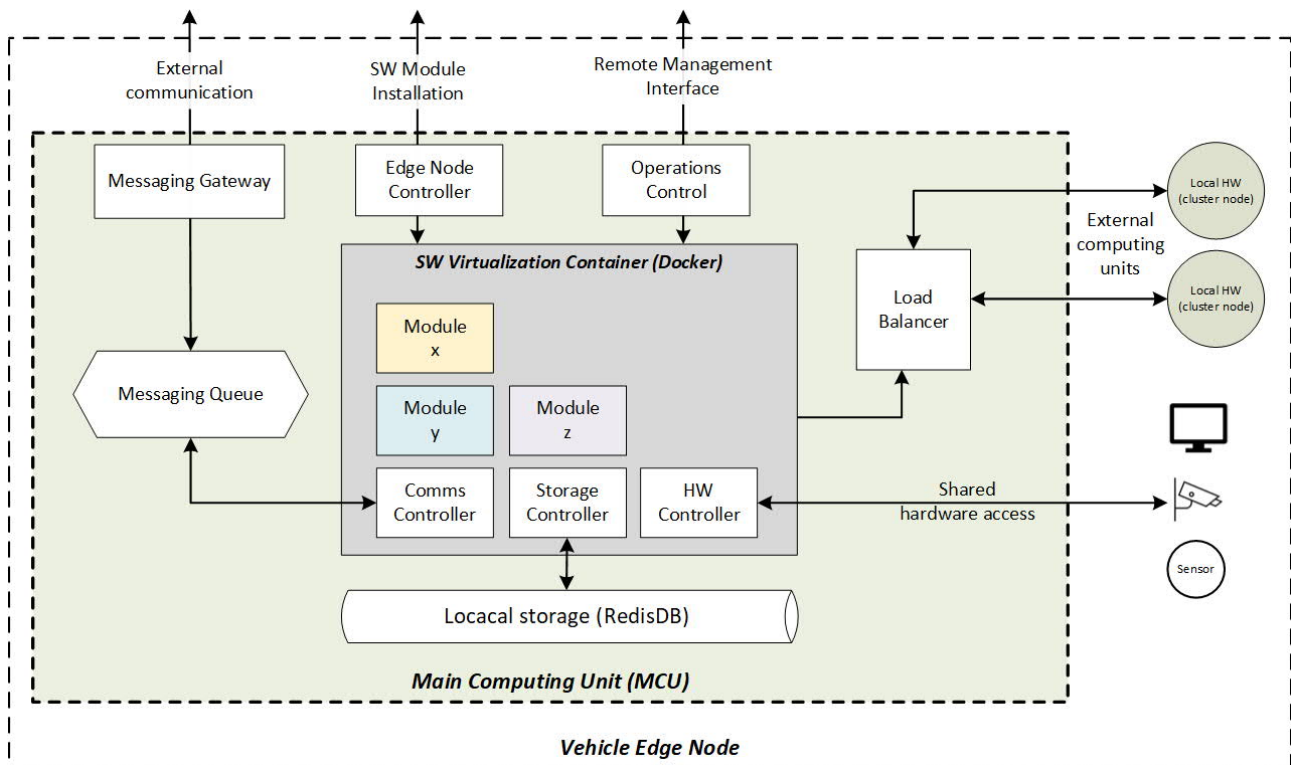 External
communication
SW Module
Installation
Remote Management
Interface
Messaging Gateway
Edge Node
Controller
Operations
Control
Local HW
(cluster node)
External
computing
units
SW Virtualization Container (Docker)
Load
Balancer
Local HW
(cluster node)
Module
x
Messaging Queue
Module
y
Module
z
Comms
Controller
Storage
Controller
HW
Controller
Shared
hardware access
Sensor
Locacal storage (RedisDB)
Main Computing Unit (MCU)
Vehicle Edge Node